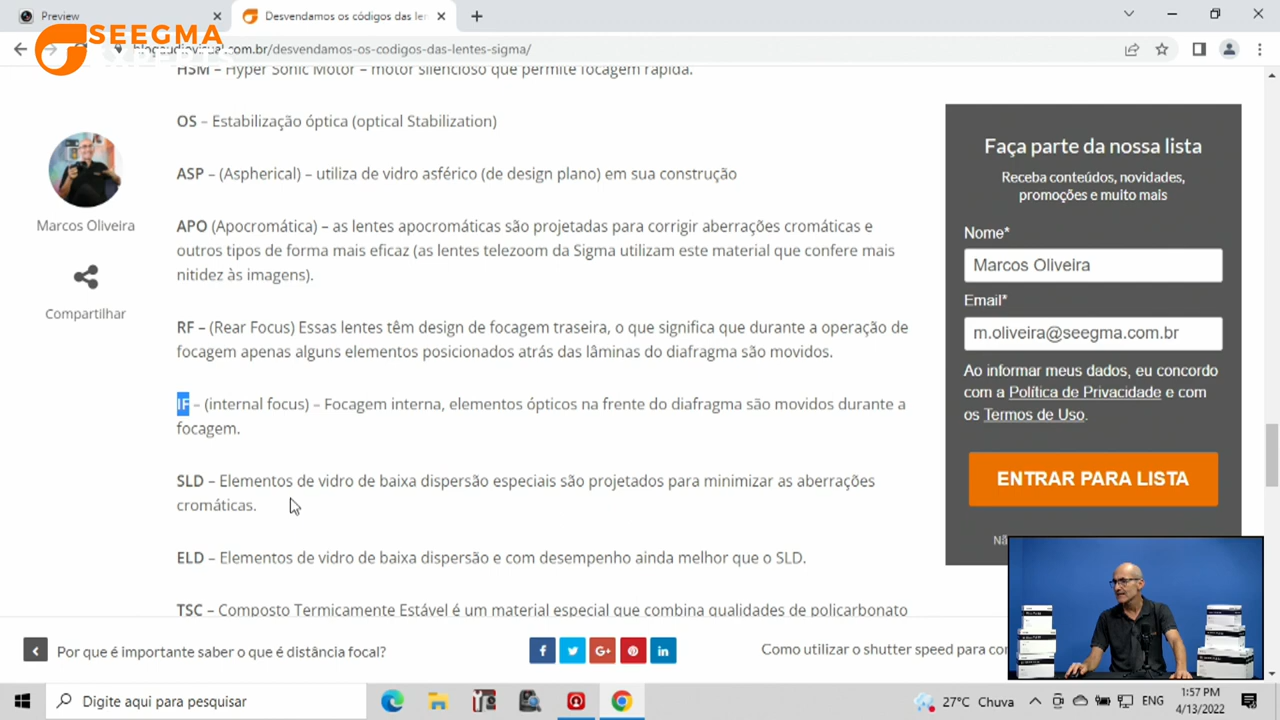 Preview
Desvendamos os códigos das len
SEEGMA
EXPERTS
blogaudiovisual.com.br/desvendamos-os-codigos-das-lentes-sigma/
HSM – Hyper Sonic Motor – motor silencioso que permite focagem rápida.
OS – Estabilização óptica (optical Stabilization)
ASP – (Aspherical) – utiliza de vidro asférico (de design plano) em sua construção
APO (Apocromática) – as lentes apocromáticas são projetadas para corrigir aberrações cromáticas e
outros tipos de forma mais eficaz (as lentes telezoom da Sigma utilizam este material que confere mais
nitidez às imagens).
RF – (Rear Focus) Essas lentes têm design de focagem traseira, o que significa que durante a operação de
focagem apenas alguns elementos posicionados atrás das lâminas do diafragma são movidos.
IF – (internal focus) – Focagem interna, elementos ópticos na frente do diafragma são movidos durante a
focagem.
SLD – Elementos de vidro de baixa dispersão especiais são projetados para minimizar as aberrações
cromáticas.
ELD – Elementos de vidro de baixa dispersão e com desempenho ainda melhor que o SLD.
TSC – Composto Termicamente Estável é um material especial que combina qualidades de policarbonato
Marcos Oliveira
Compartilhar
Faça parte da nossa lista
Receba conteúdos, novidades,
promoções e muito mais
Nome*
Marcos Oliveira
Email*
m.oliveira@seegma.com.br
Ao informar meus dados, eu concordo
com a Política de Privacidade e com
os Termos de Uso.
ENTRAR PARA LISTA
Por que é importante saber o que é distância focal?
Como utilizar o shutter speed para
Digite aqui para pesquisar
27°C Chuva
ENG
1:57 PM
4/13/2022